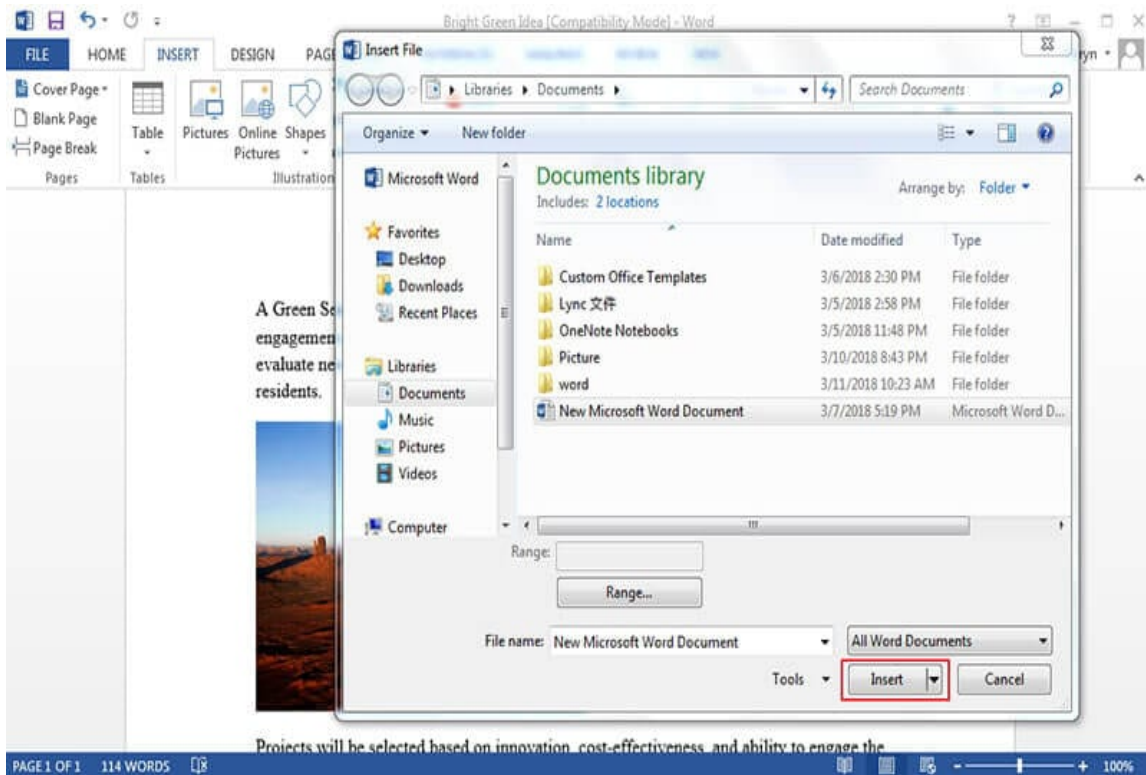 Bright Green Idea [Compatibility Mode] - Word
FILE HOME INSERT DESIGN PAGE
Cover Page
Blank Page
Page Break
Table
Pictures Online Pictures Shapes
Pages Tables Illustration
Insert File
Libraries Documents
Search Documents
Organize New folder
Microsoft Word
Favorites
Desktop
Downloads
Recent Places
Libraries
Documents
Music
Pictures
Videos
Computer
Documents library
Includes: 2 locations
Arrange by: Folder
Name Date modified Type
Custom Office Templates 3/6/2018 2:30 PM File folder
Lync 文件 3/5/2018 2:58 PM File folder
OneNote Notebooks 3/5/2018 11:48 PM File folder
Picture 3/10/2018 8:43 PM File folder
word 3/11/2018 10:23 AM File folder
New Microsoft Word Document 3/7/2018 5:19 PM Microsoft Word D...
Range:
Range...
File name: New Microsoft Word Document All Word Documents
Tools Insert Cancel
A Green Se
engagemen
evaluate ne
residents.
Projects will be selected based on innovation, cost-effectiveness, and ability to engage the
PAGE 1 OF 1 114 WORDS 100%